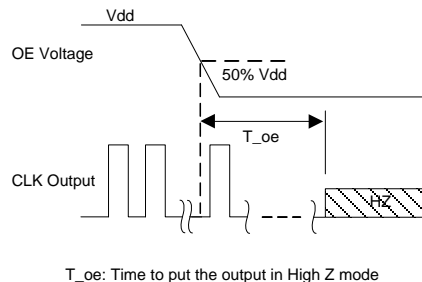 Vdd
OE Voltage
50% Vdd
T_oe
CLK Output
HZ
T_oe: Time to put the output in High Z mode